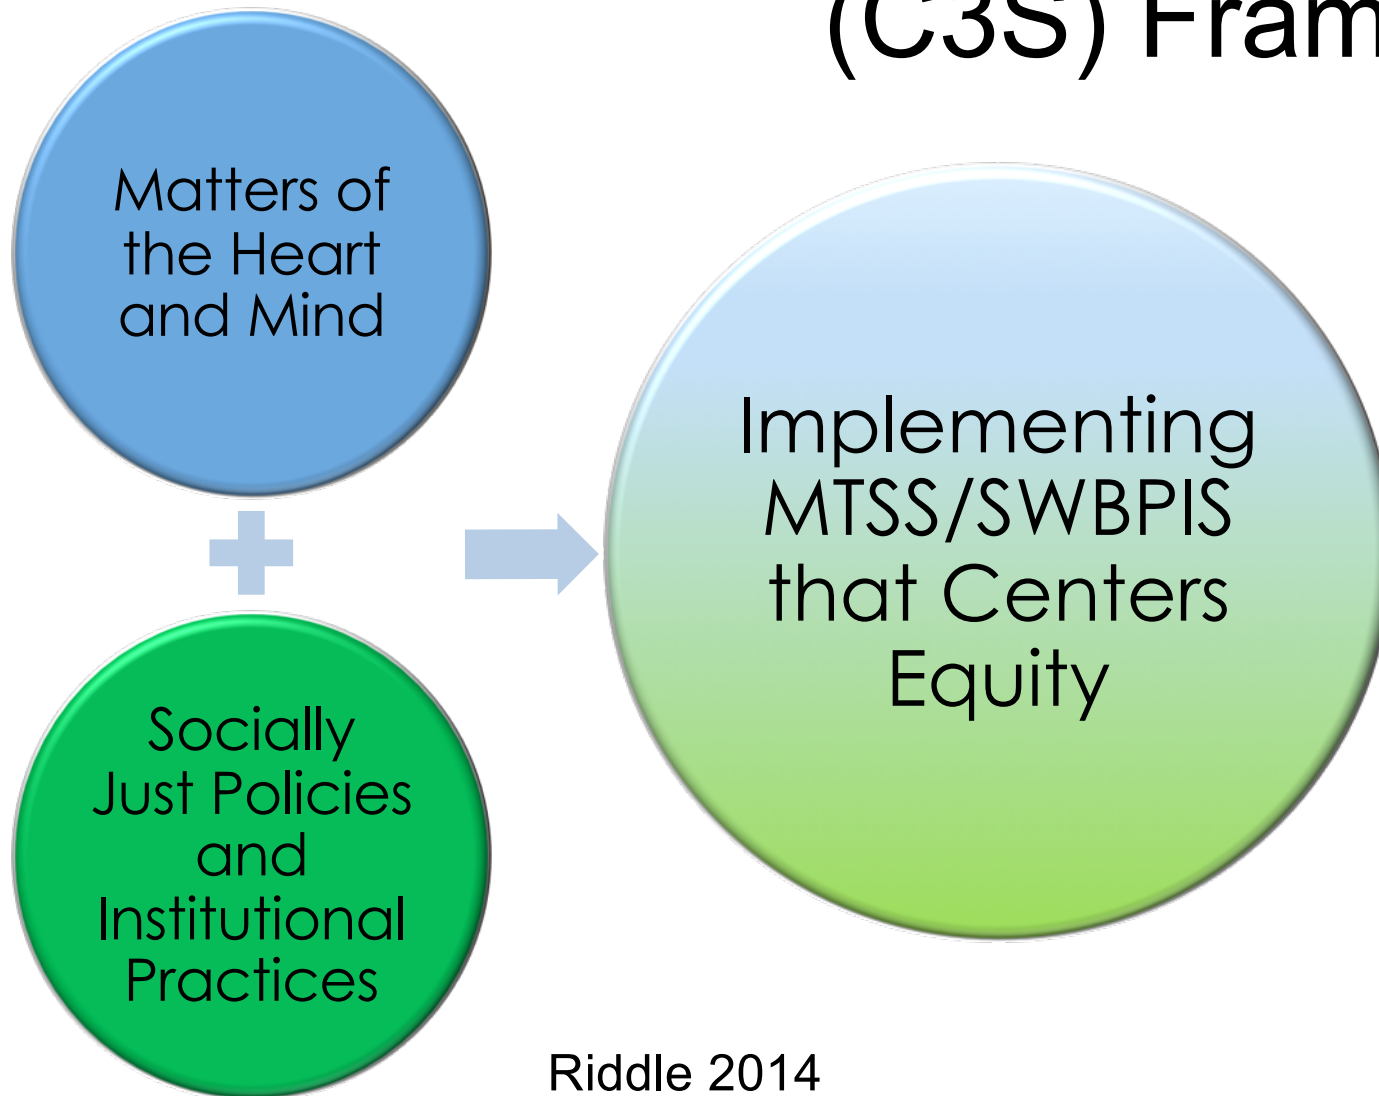 (C3S) Fram
Matters of
the Heart
and Mind
Implementing
MTSS/SWBPIS
that Centers
Equity
Socially
Just Policies
and
Institutional
Practices
Riddle 2014